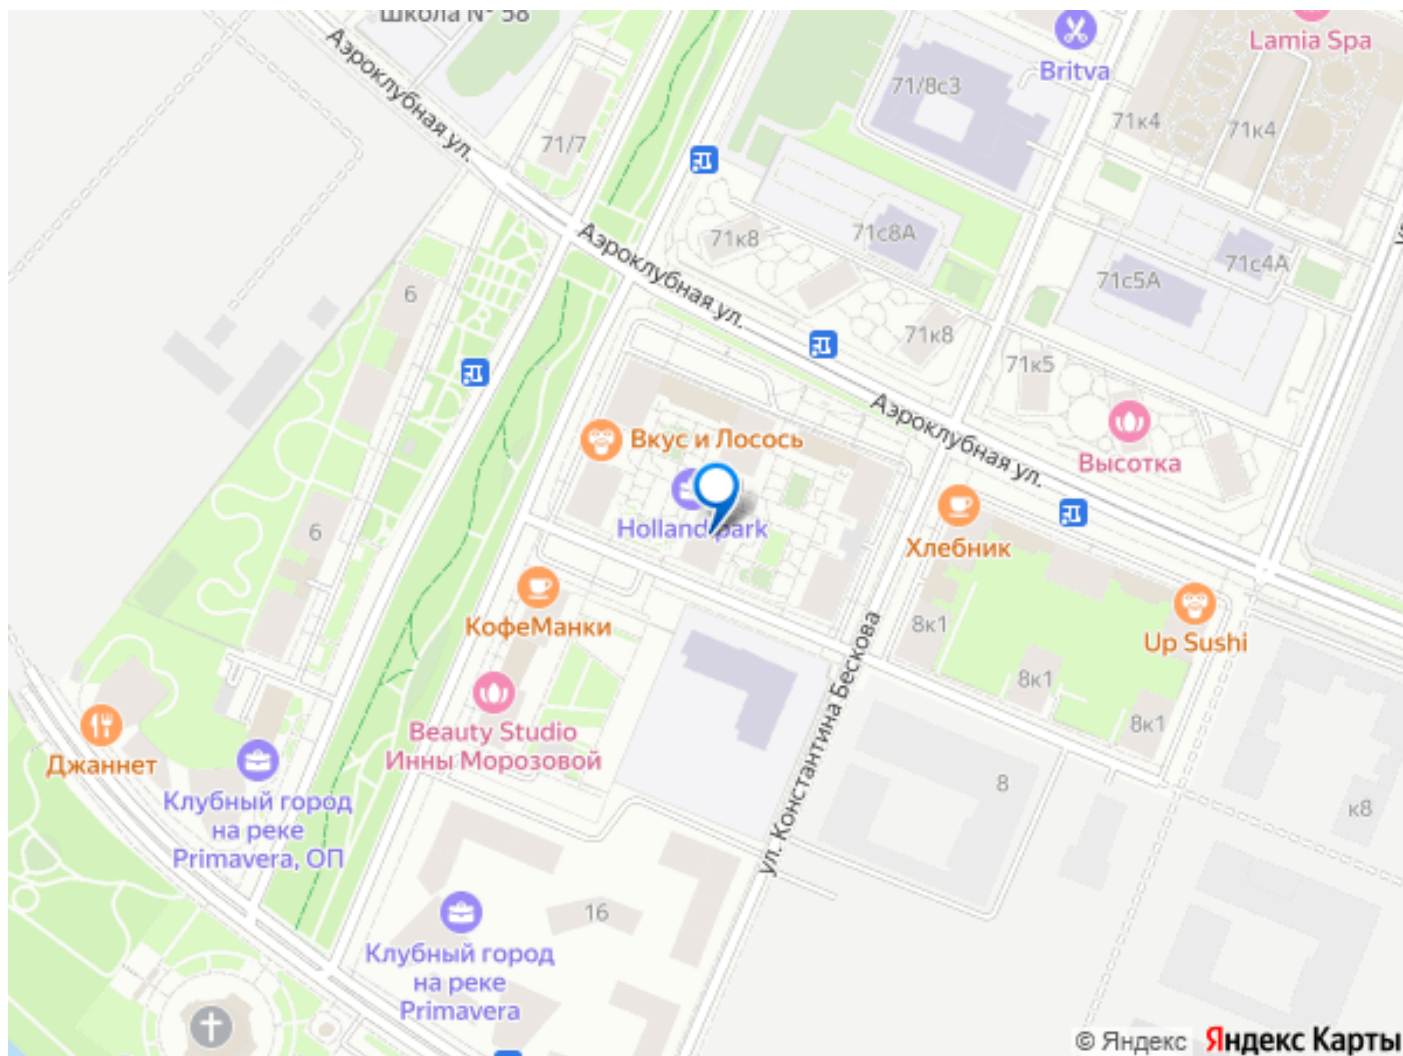 Школа № 58
Lamia Spa
Britva
Аэроклубная ул.
71/8с3
71к4
71к4
71/7
71к8
71с8А
71с4А
71с5А
Аэроклубная ул.
6
71к8
71к5
Аэроклубная ул.
Вкус и Лосось
Высотка
Holland park
Хлебник
6
КофеМанки
8к1
Up Sushi
ул. Константина Бескова
8к1
8к1
Beauty Studio
Инны Морозовой
Джаннет
Клубный город
на реке
Primavera, ОП
8
к8
16
Клубный город
на реке
Primavera
© Яндекс Яндекс Карты